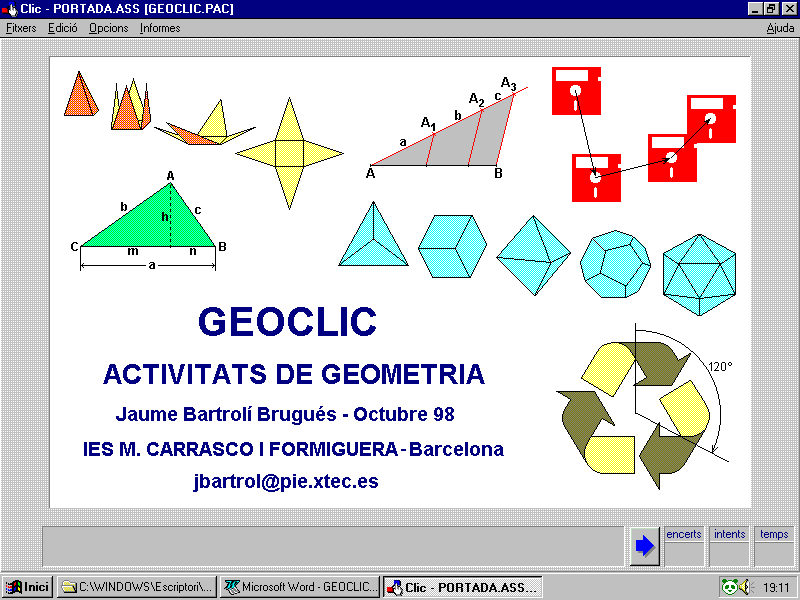 Clic - PORTADA.ASS [GEOCLIC.PAC]
Fitxers Edició Opcions Informes Ajuda
A1 A2 A3
a b c
A B
A
b c
h
C B
m n
a
GEOCLIC
ACTIVITATS DE GEOMETRIA
Jaume Bartrolí Brugués - Octubre 98
IES M. CARRASCO I FORMIGUERA - Barcelona
jbartrol@pie.xtec.es
120°
encerts intents temps
Inici C:\WINDOWS\Escriptori\... Microsoft Word - GEOCLIC... Clic - PORTADA.ASS... 19:11